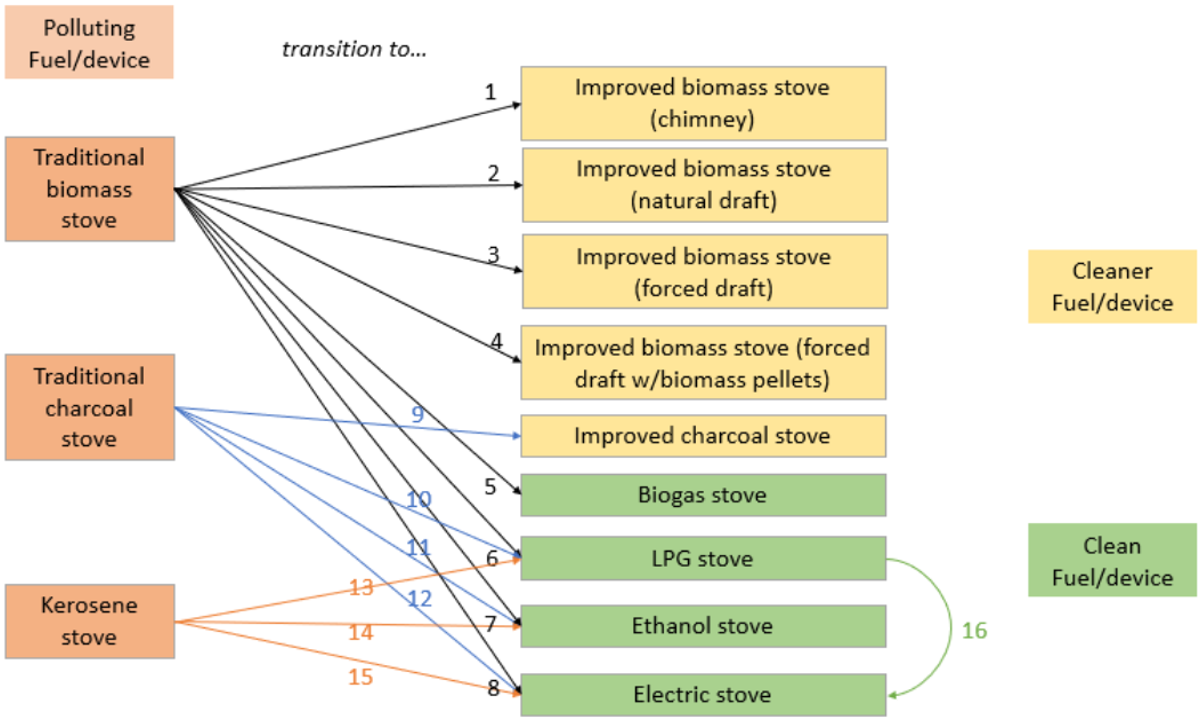 Polluting
Fuel/device
transition to...
Traditional
biomass
stove
Traditional
charcoal
stove
Kerosene
stove
1
2
3
4
5
6
7
8
9
10
11
12
13
14
15
Improved biomass stove
(chimney)
Improved biomass stove
(natural draft)
Improved biomass stove
(forced draft)
Improved biomass stove (forced
draft w/biomass pellets)
Improved charcoal stove
Biogas stove
LPG stove
Ethanol stove
Electric stove
16
Cleaner
Fuel/device
Clean
Fuel/device